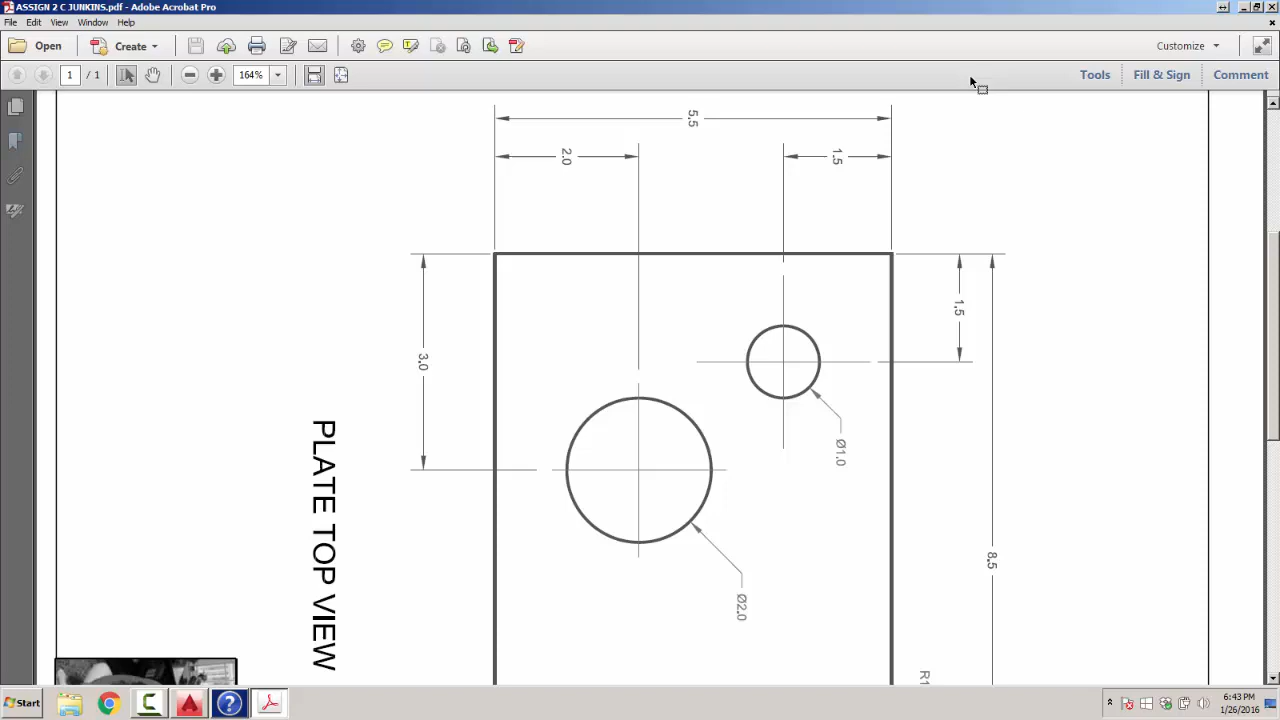 ASSIGN 2 C JUNKINS.pdf - Adobe Acrobat Pro
File Edit View Window Help
Open Create Customize
1 / 1 164% Tools Fill & Sign Comment
5.5
2.0 1.5
1.5
3.0
Ø1.0
8.5
Ø2.0
PLATE TOP VIEW
R1
Start 6:43 PM
1/26/2016